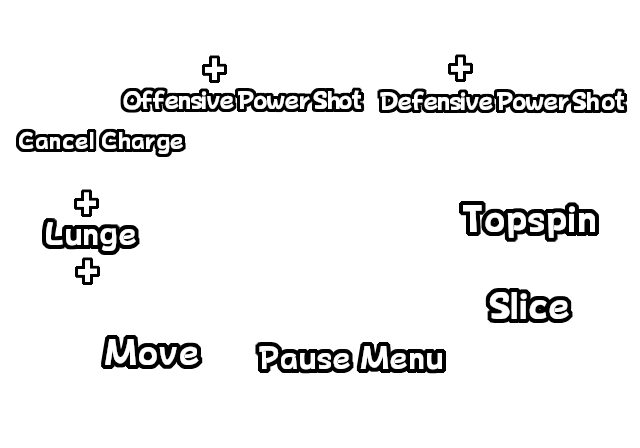 + +
Offensive Power Shot Defensive Power Shot
Cancel Charge
+
Lunge
+
Topspin
Slice
Move
Pause Menu